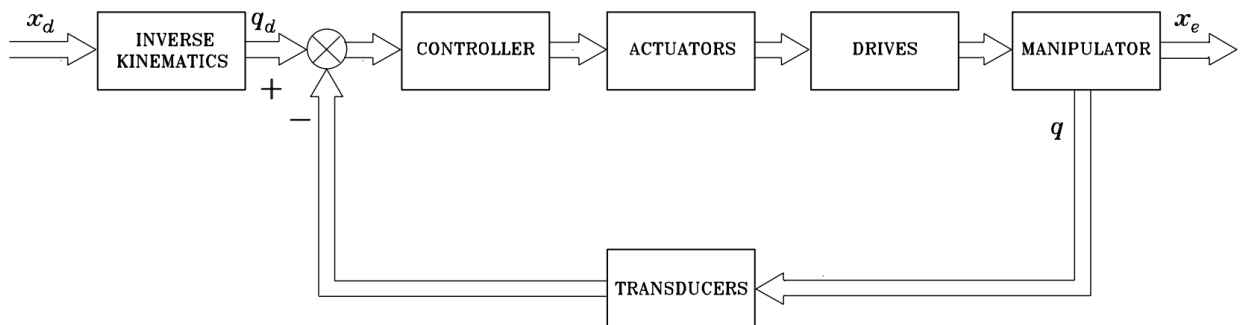 x_d
INVERSE
KINEMATICS
q_d
+
−
CONTROLLER
ACTUATORS
DRIVES
MANIPULATOR
x_e
q
TRANSDUCERS